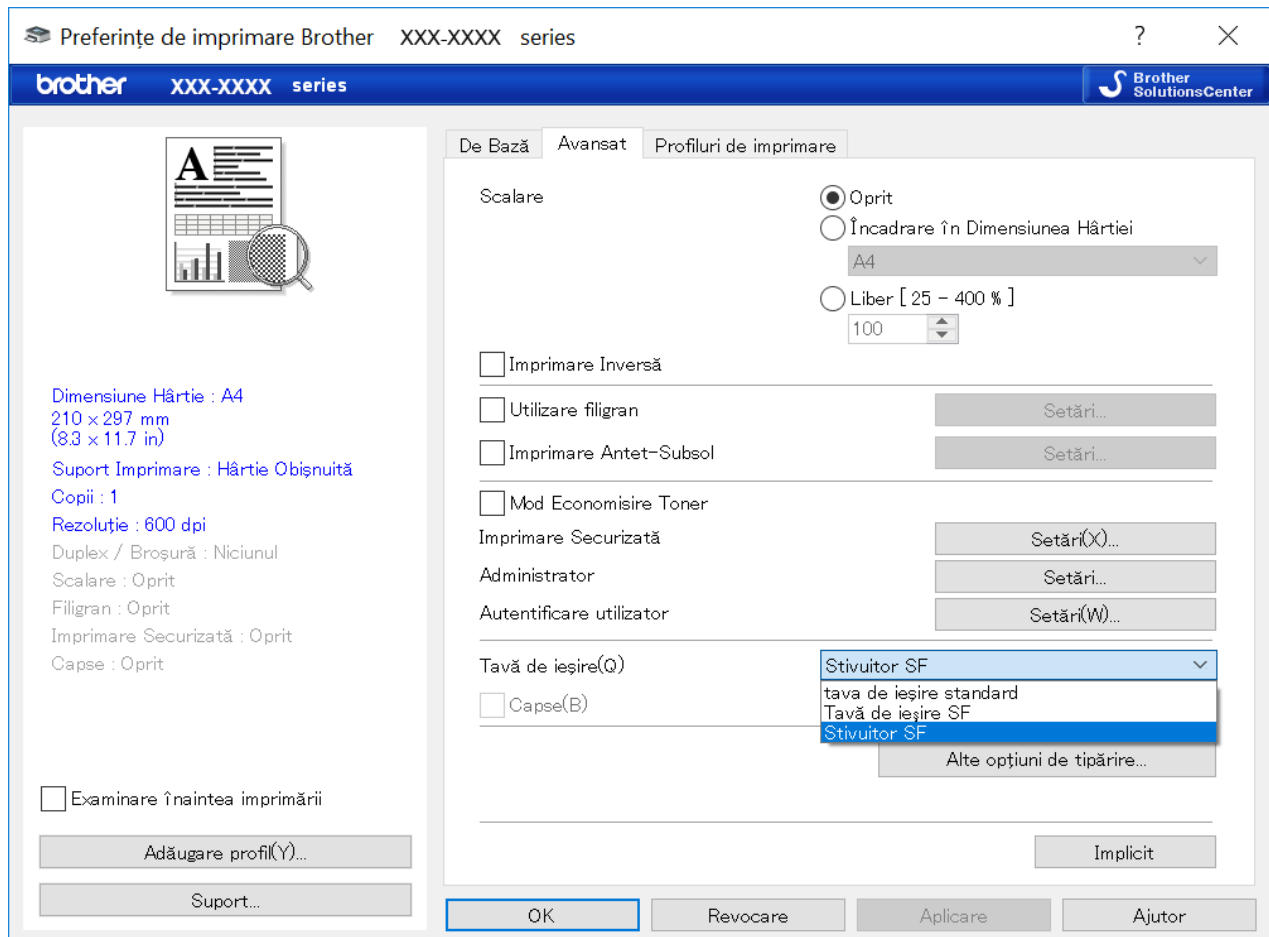 Preferințe de imprimare Brother XXX-XXXX series
?
brother XXX-XXXX series
Brother
SolutionsCenter
A
Dimensiune Hârtie : A4
210 × 297 mm
(8.3 × 11.7 in)
Suport Imprimare : Hârtie Obișnuită
Copii : 1
Rezoluție : 600 dpi
Duplex / Broșură : Niciunul
Scalare : Oprit
Filigran : Oprit
Imprimare Securizată : Oprit
Capse : Oprit
Examinare înaintea imprimării
Adăugare profil(Y)...
Suport...
De Bază Avansat Profiluri de imprimare
Scalare
Oprit
Încadrare în Dimensiunea Hârtiei
A4
Liber [ 25 - 400 % ]
100
Imprimare Inversă
Utilizare filigran Setări...
Imprimare Antet-Subsol Setări...
Mod Economisire Toner
Imprimare Securizată Setări(X)...
Administrator Setări...
Autentificare utilizator Setări(W)...
Tavă de ieșire(Q) Stivuitor SF
tava de ieșire standard
Capse(B)
Tavă de ieşire SF
Stivuitor SF
Alte opțiuni de tipărire...
Implicit
OK Revocare Aplicare Ajutor